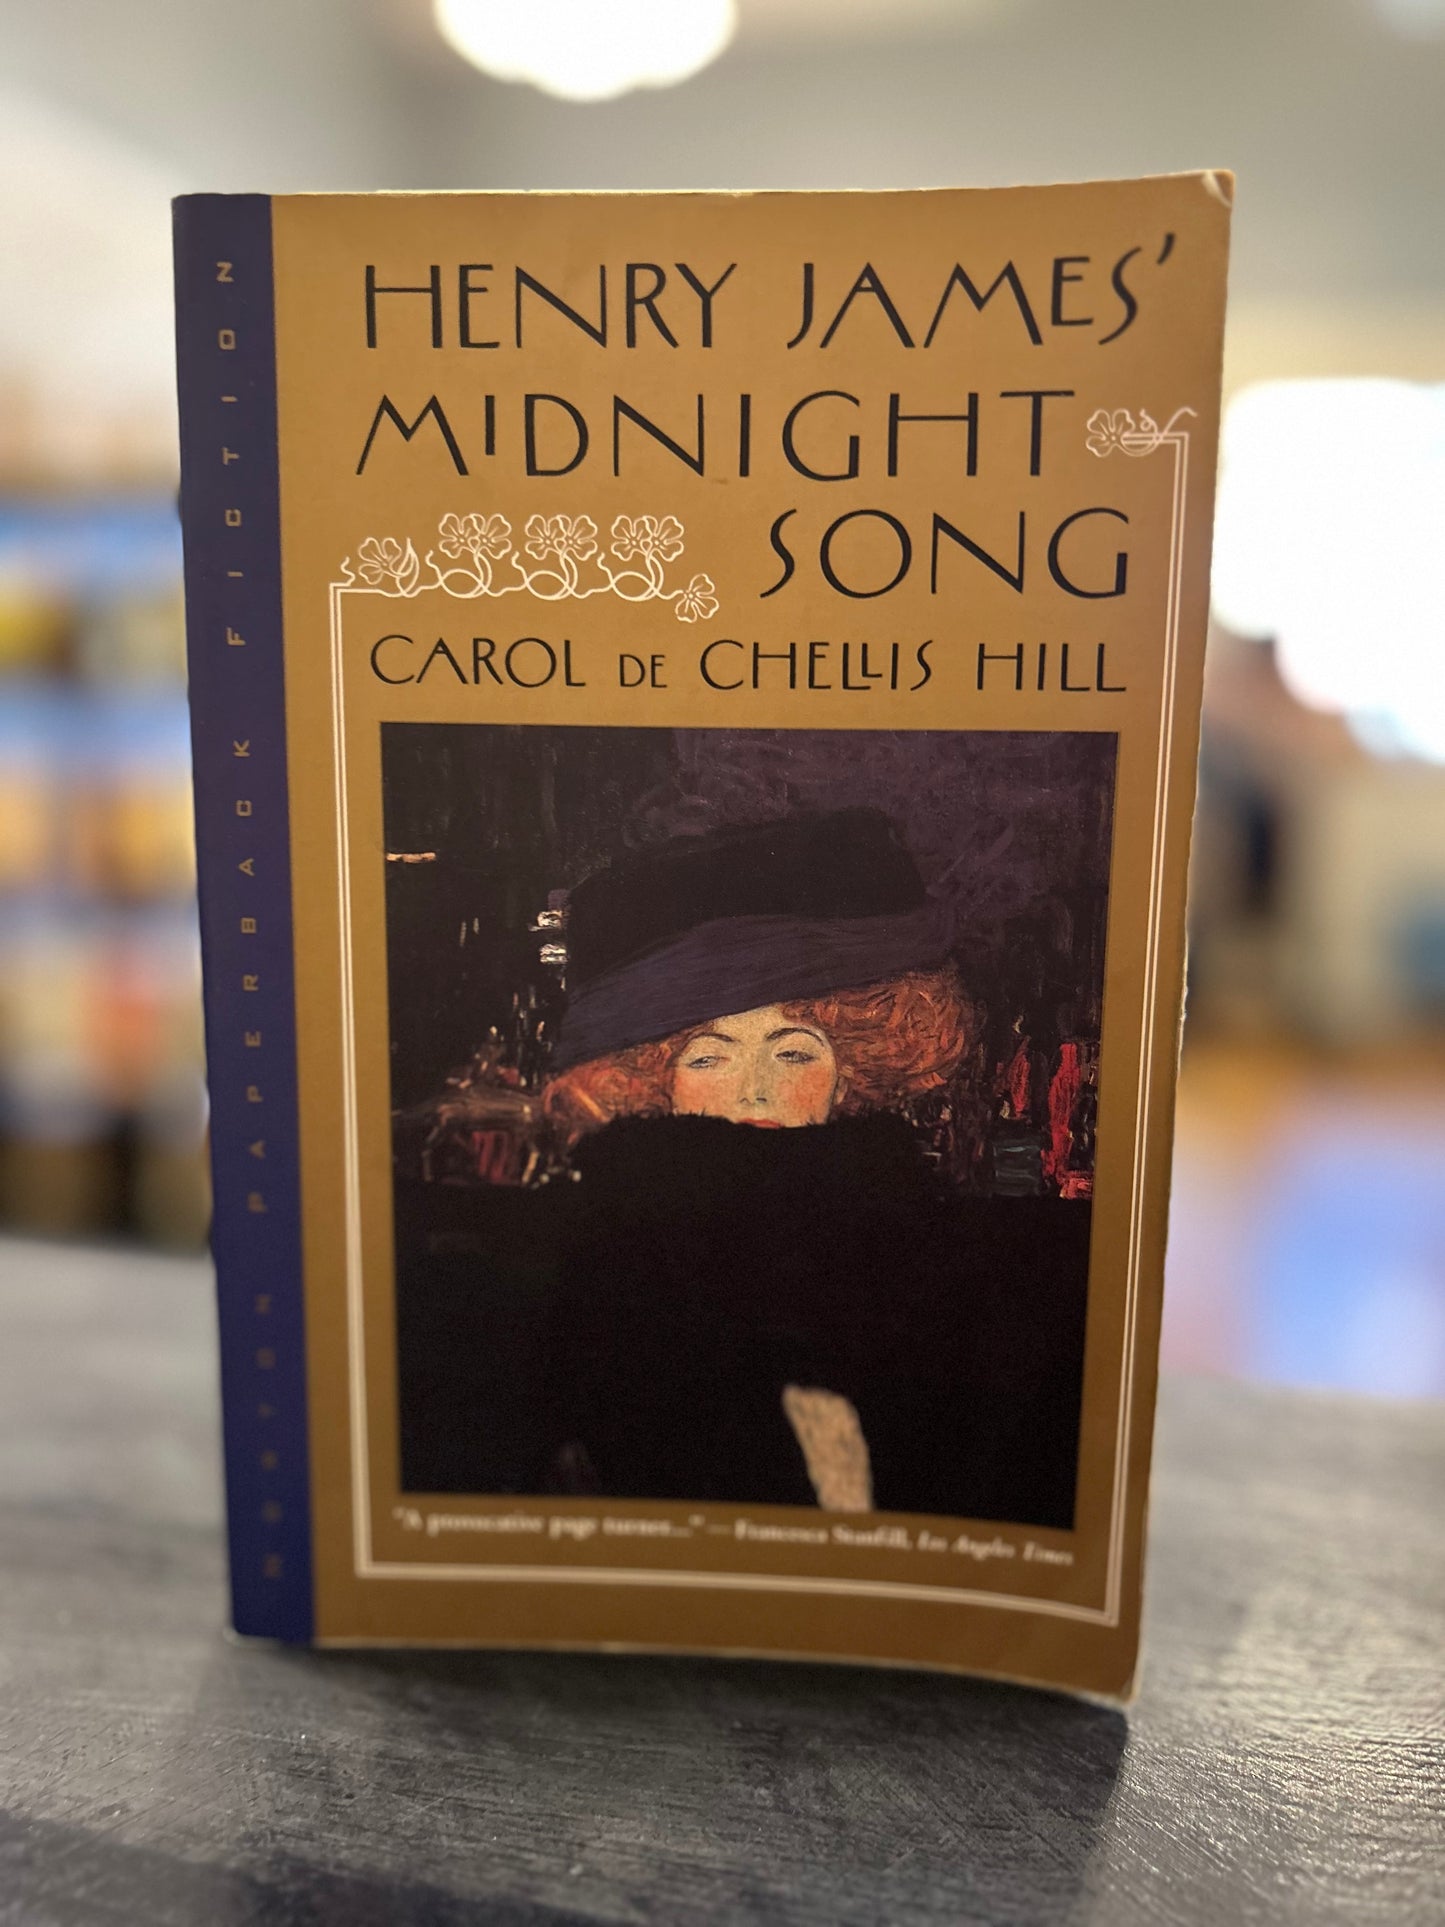 HENRY JAMES'
MIDNIGHT
SONG
CAROL DE CHELLIS HILL
"A provocative page turner..." — Francesca Stanfill, Los Angeles Times
NORTON PAPERBACK FICTION